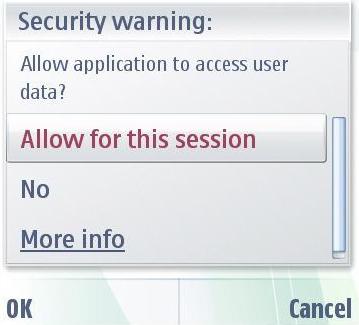 Security warning:
Allow application to access user
data?
Allow for this session
No
More info
OK Cancel